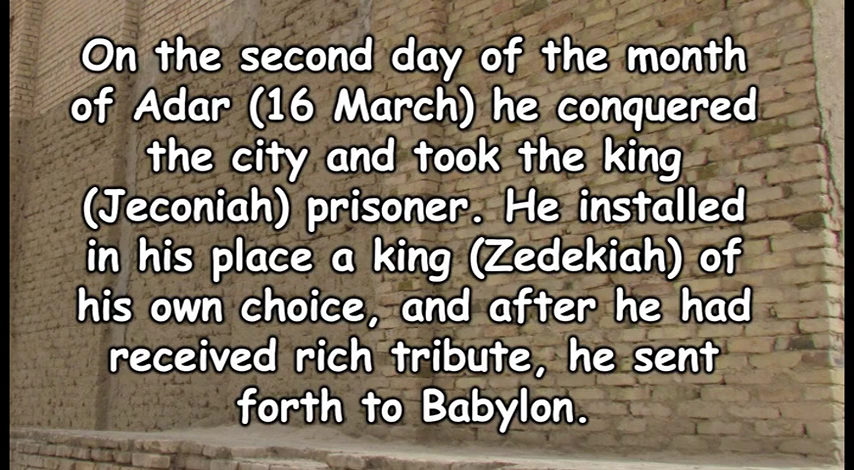 On the second day of the month
of Adar (16 March) he conquered
the city and took the king
(Jeconiah) prisoner. He installed
in his place a king (Zedekiah) of
his own choice, and after he had
received rich tribute, he sent
forth to Babylon.